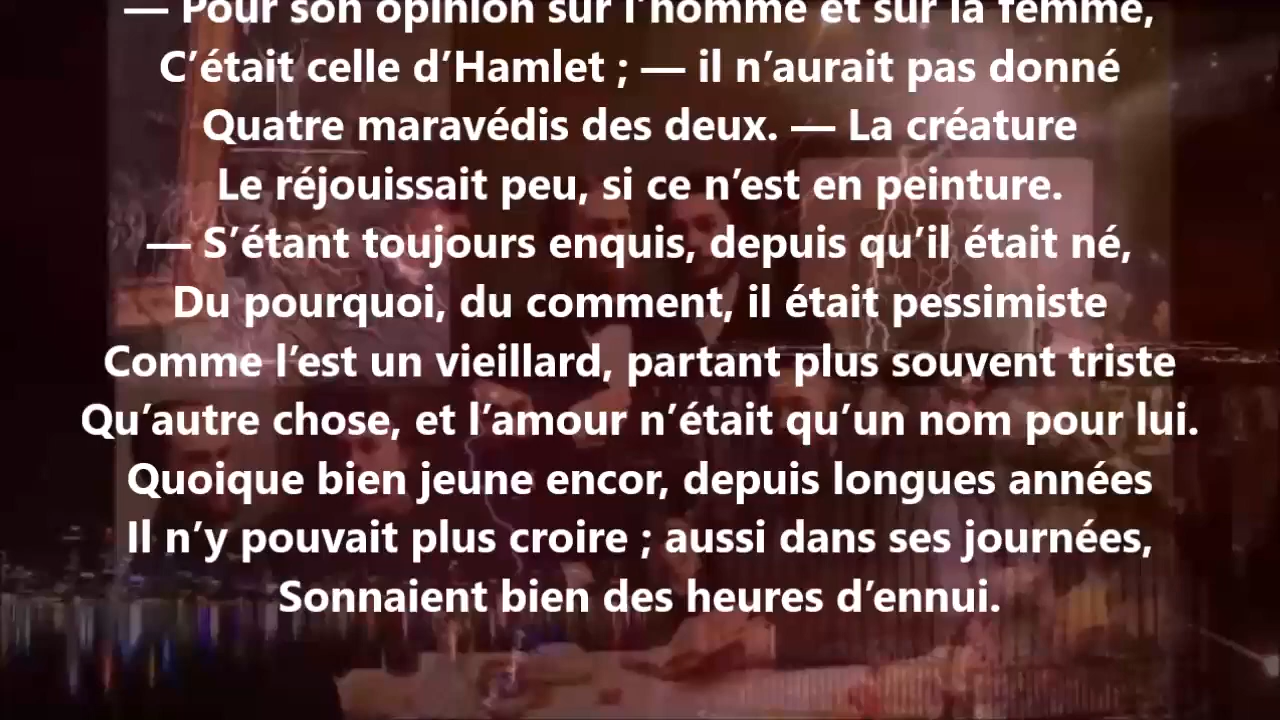 — Pour son opinion sur l’homme et sur la femme,
C’était celle d’Hamlet ; — il n’aurait pas donné
Quatre maravédis des deux. — La créature
Le réjouissait peu, si ce n’est en peinture.
— S’étant toujours enquis, depuis qu’il était né,
Du pourquoi, du comment, il était pessimiste
Comme l’est un vieillard, partant plus souvent triste
Qu’autre chose, et l’amour n’était qu’un nom pour lui.
Quoique bien jeune encor, depuis longues années
Il n’y pouvait plus croire ; aussi dans ses journées,
Sonnaient bien des heures d’ennui.